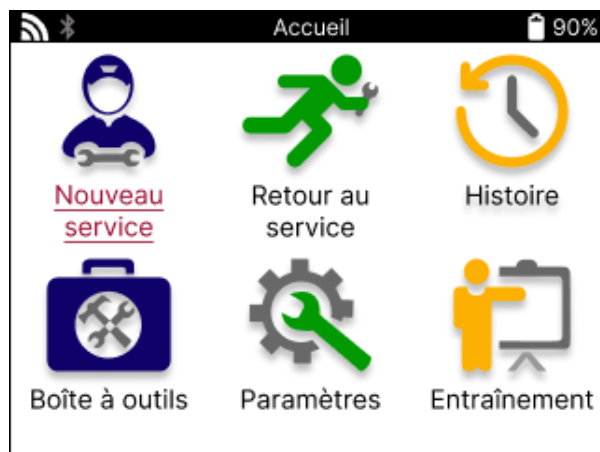 Accueil 90%
Nouveau
service
Retour au
service
Histoire
Boîte à outils
Paramètres
Entraînement